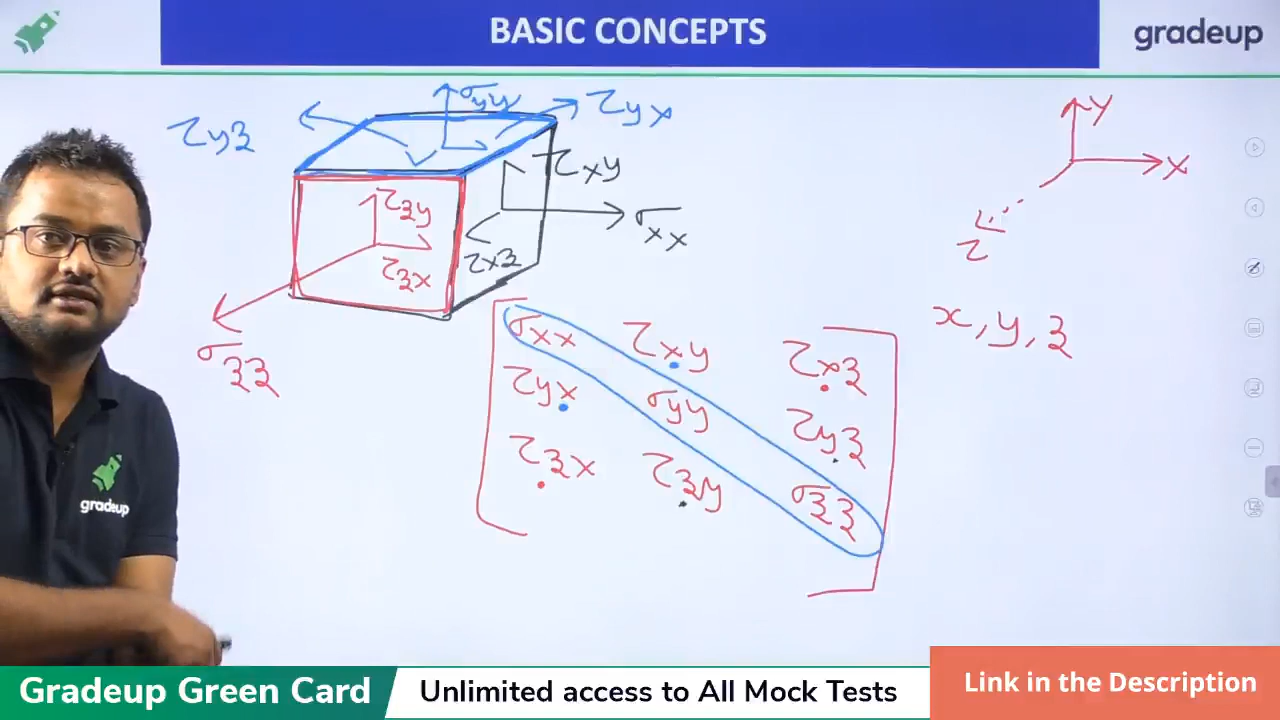 BASIC CONCEPTS
gradeup
σyy
τyx
τyz
τxy
σxx
τxz
τzy
τzx
σzz
Y
X
Z
x, y, z
σxx τxy τxz
τyx σyy τyz
τzx τzy σzz
gradeup
Gradeup Green Card
Unlimited access to All Mock Tests
Link in the Description